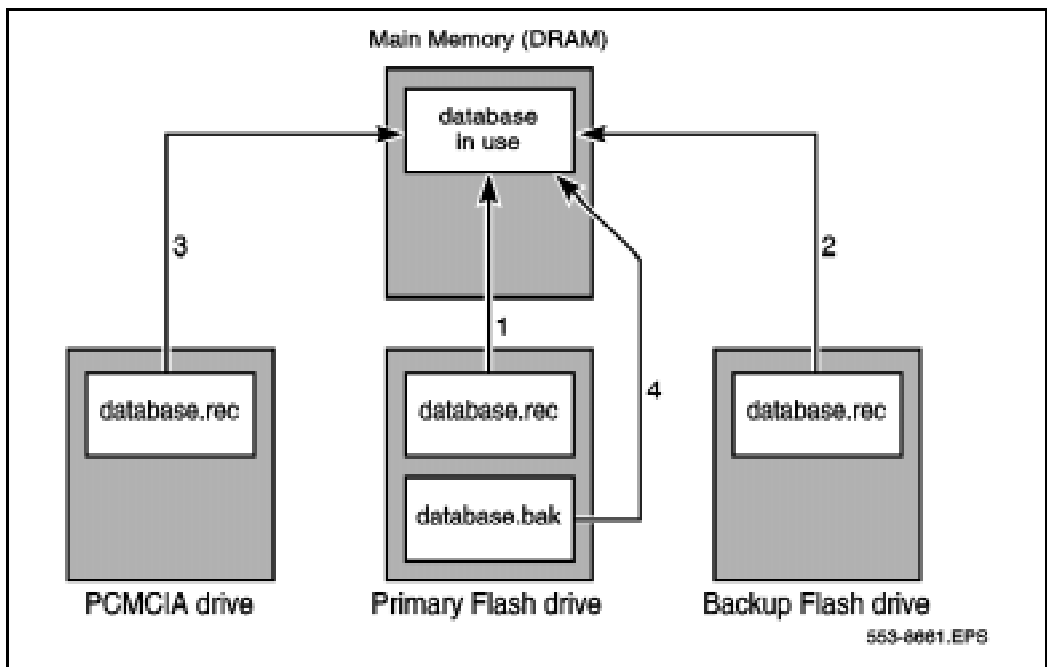 Main Memory (DRAM)
database
in use
3
2
1
4
database.rec
database.rec
database.rec
database.bak
PCMCIA drive
Primary Flash drive
Backup Flash drive
553-8661.EPS